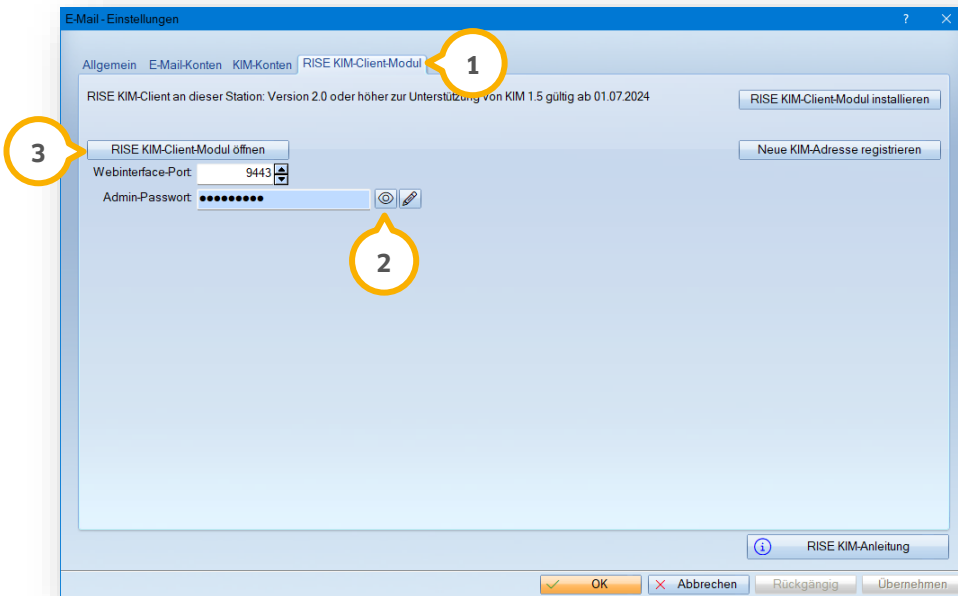 E-Mail - Einstellungen
Allgemein E-Mail-Konten KIM-Konten RISE KIM-Client-Modul
1
RISE KIM-Client an dieser Station: Version 2.0 oder höher zur Unterstützung von KIM 1.5 gültig ab 01.07.2024
RISE KIM-Client-Modul installieren
3
RISE KIM-Client-Modul öffnen
Neue KIM-Adresse registrieren
Webinterface-Port: 9443
Admin-Passwort: ●●●●●●●●●
2
RISE KIM-Anleitung
OK Abbrechen Rückgängig Übernehmen